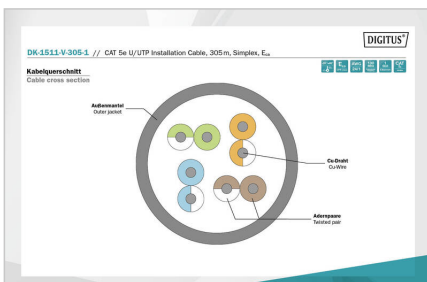 DIGITUS®
DK-1511-V-305-1 // CAT 5e U/UTP Installation Cable, 305 m, Simplex, Eca
Kabelquerschnitt
Cable cross section
Außenmantel
Outer jacket
Cu-Draht
Cu-Wire
Adernpaare
Twisted pair